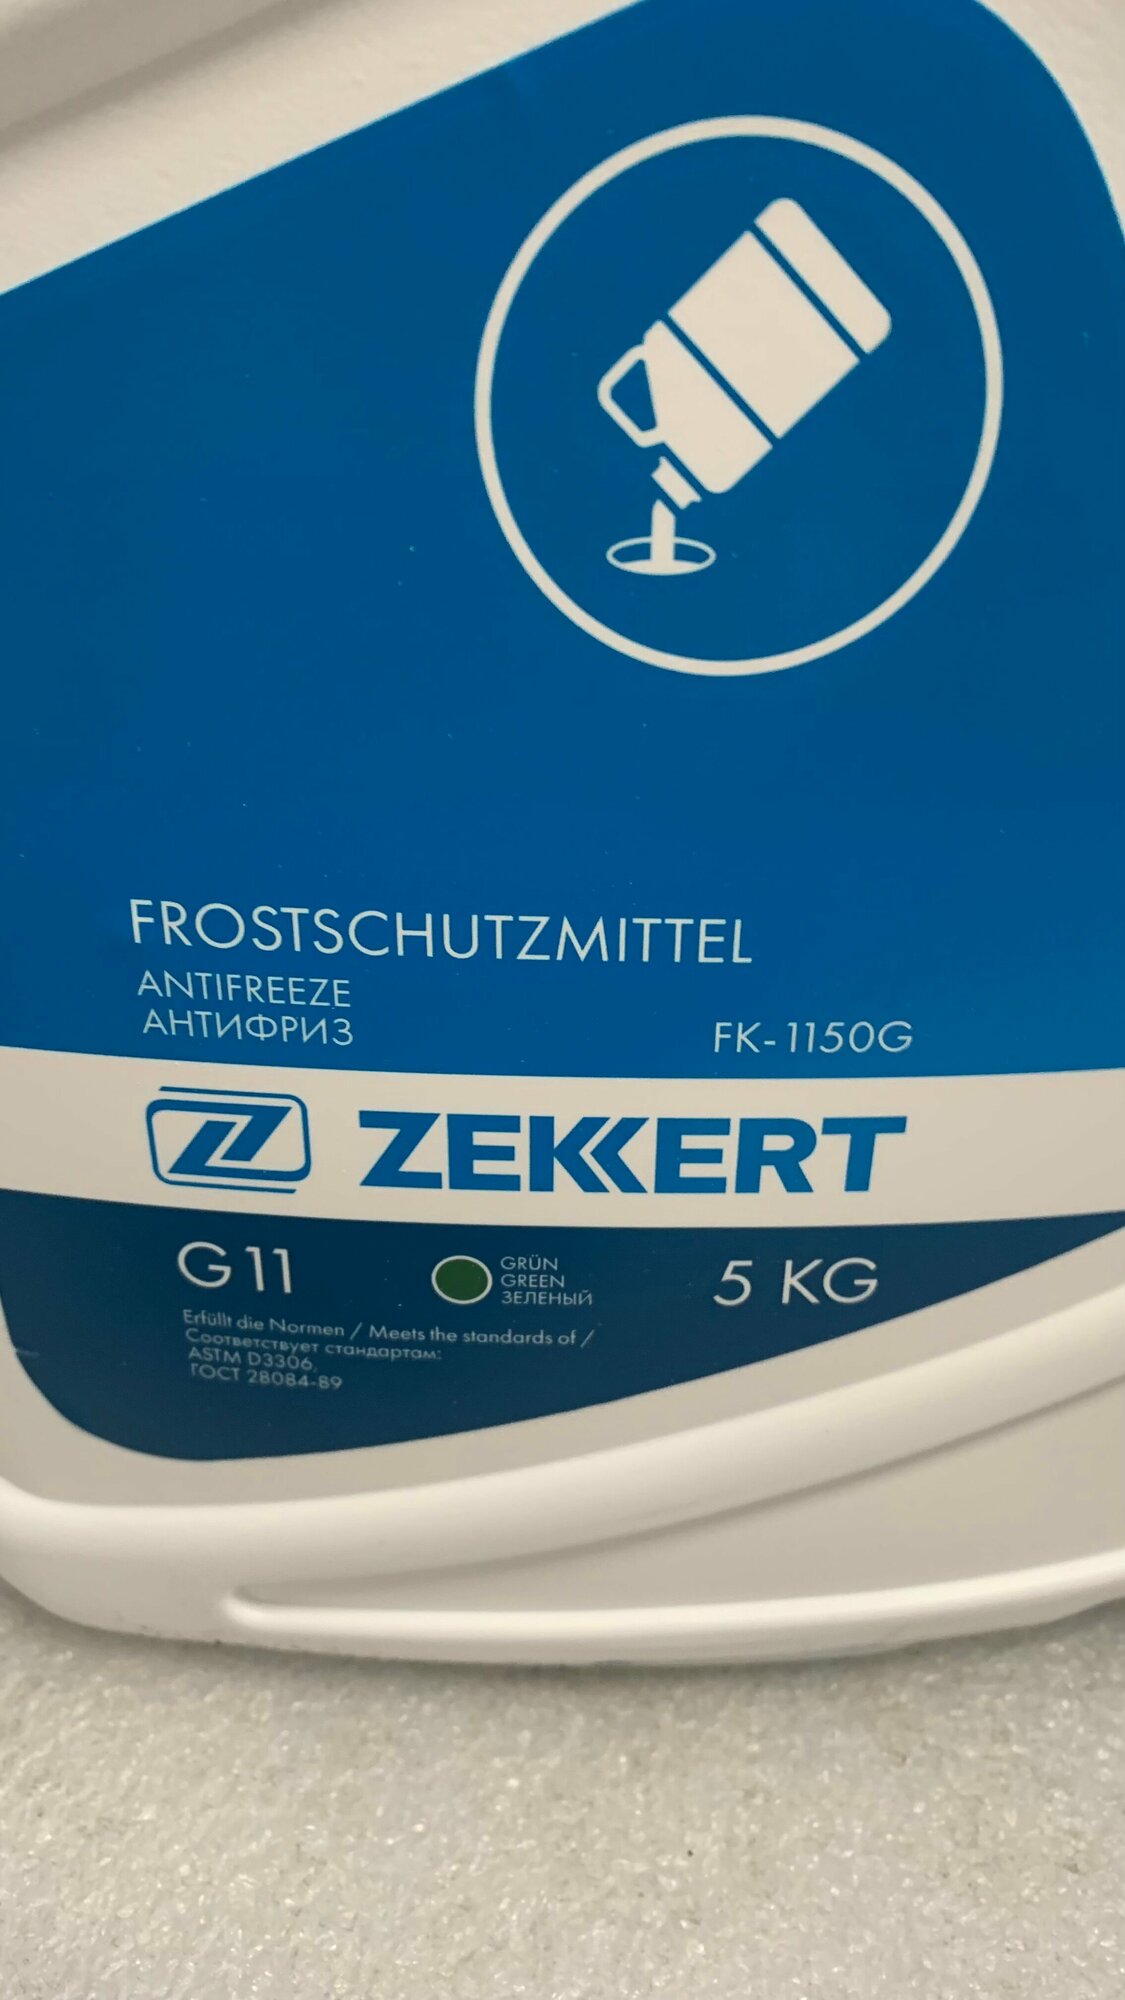 FROSTSCHUTZMITTEL
ANTIFREEZE
АНТИФРИЗ
FK-1150G
ZEKKERT
G11
GRÜN
GREEN
ЗЕЛЕНЫЙ
5 KG
Erfüllt die Normen / Meets the standards of /
Соответствует стандартам:
ASTM D3306,
ГОСТ 28084-89